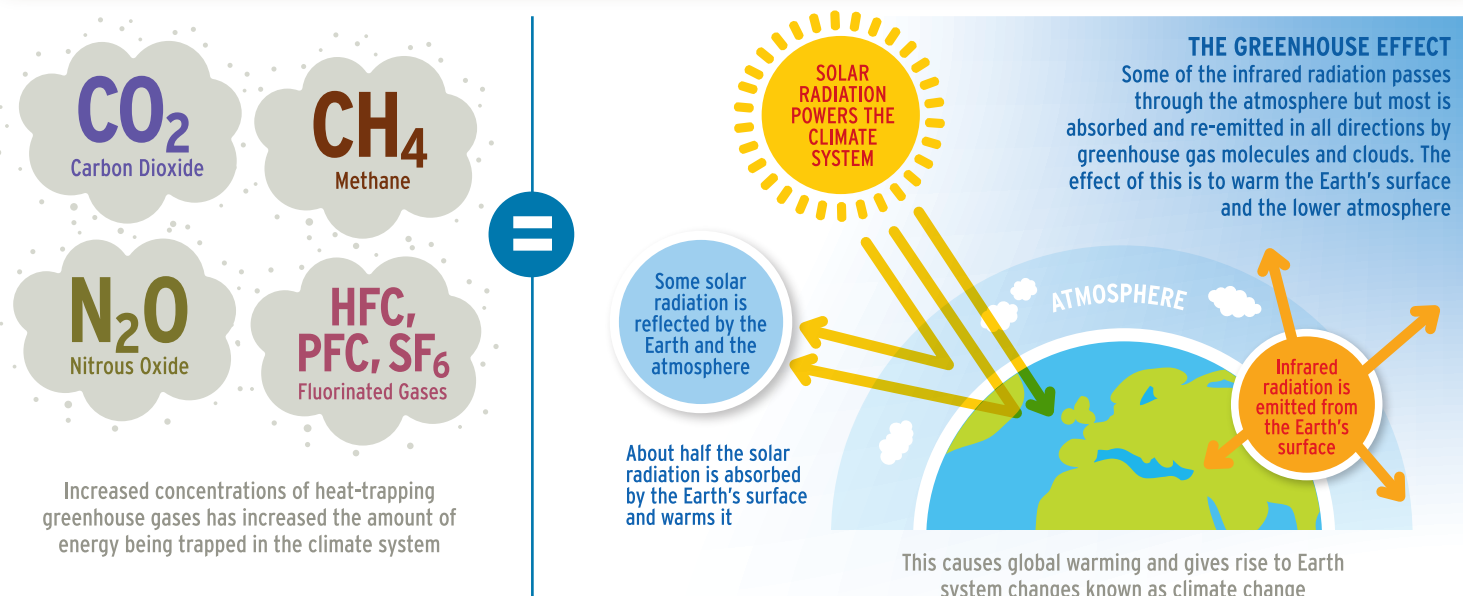 CO2
Carbon Dioxide
CH4
Methane
N2O
Nitrous Oxide
HFC,
PFC, SF6
Fluorinated Gases
Increased concentrations of heat-trapping
greenhouse gases has increased the amount of
energy being trapped in the climate system
=
SOLAR
RADIATION
POWERS THE
CLIMATE
SYSTEM
THE GREENHOUSE EFFECT
Some of the infrared radiation passes
through the atmosphere but most is
absorbed and re-emitted in all directions by
greenhouse gas molecules and clouds. The
effect of this is to warm the Earth's surface
and the lower atmosphere
Some solar
radiation is
reflected by the
Earth and the
atmosphere
ATMOSPHERE
Infrared
radiation is
emitted from
the Earth's
surface
About half the solar
radiation is absorbed
by the Earth's surface
and warms it
This causes global warming and gives rise to Earth
system changes known as climate change